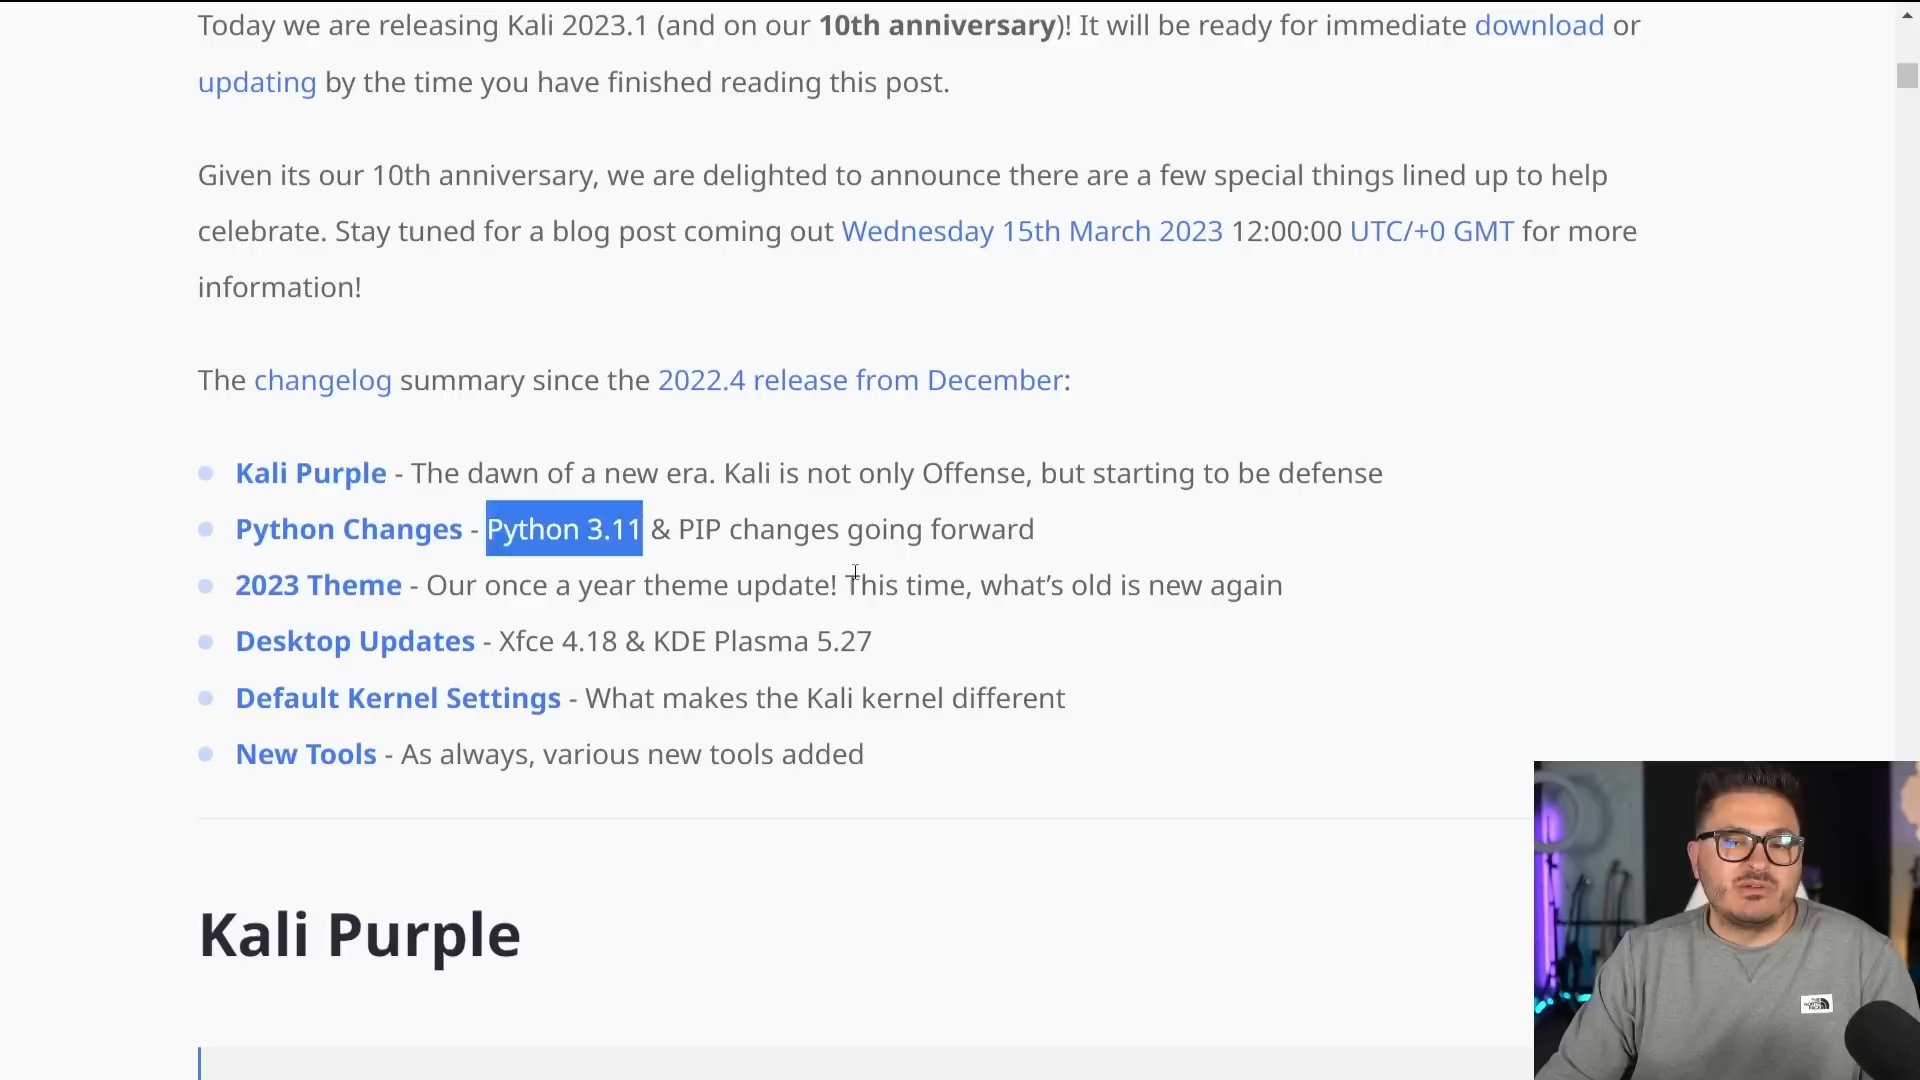 Today we are releasing Kali 2023.1 (and on our 10th anniversary)! It will be ready for immediate download or
updating by the time you have finished reading this post.
Given its our 10th anniversary, we are delighted to announce there are a few special things lined up to help
celebrate. Stay tuned for a blog post coming out Wednesday 15th March 2023 12:00:00 UTC/+0 GMT for more
information!
The changelog summary since the 2022.4 release from December:
Kali Purple - The dawn of a new era. Kali is not only Offense, but starting to be defense
Python Changes - Python 3.11 & PIP changes going forward
2023 Theme - Our once a year theme update! This time, what’s old is new again
Desktop Updates - Xfce 4.18 & KDE Plasma 5.27
Default Kernel Settings - What makes the Kali kernel different
New Tools - As always, various new tools added
Kali Purple